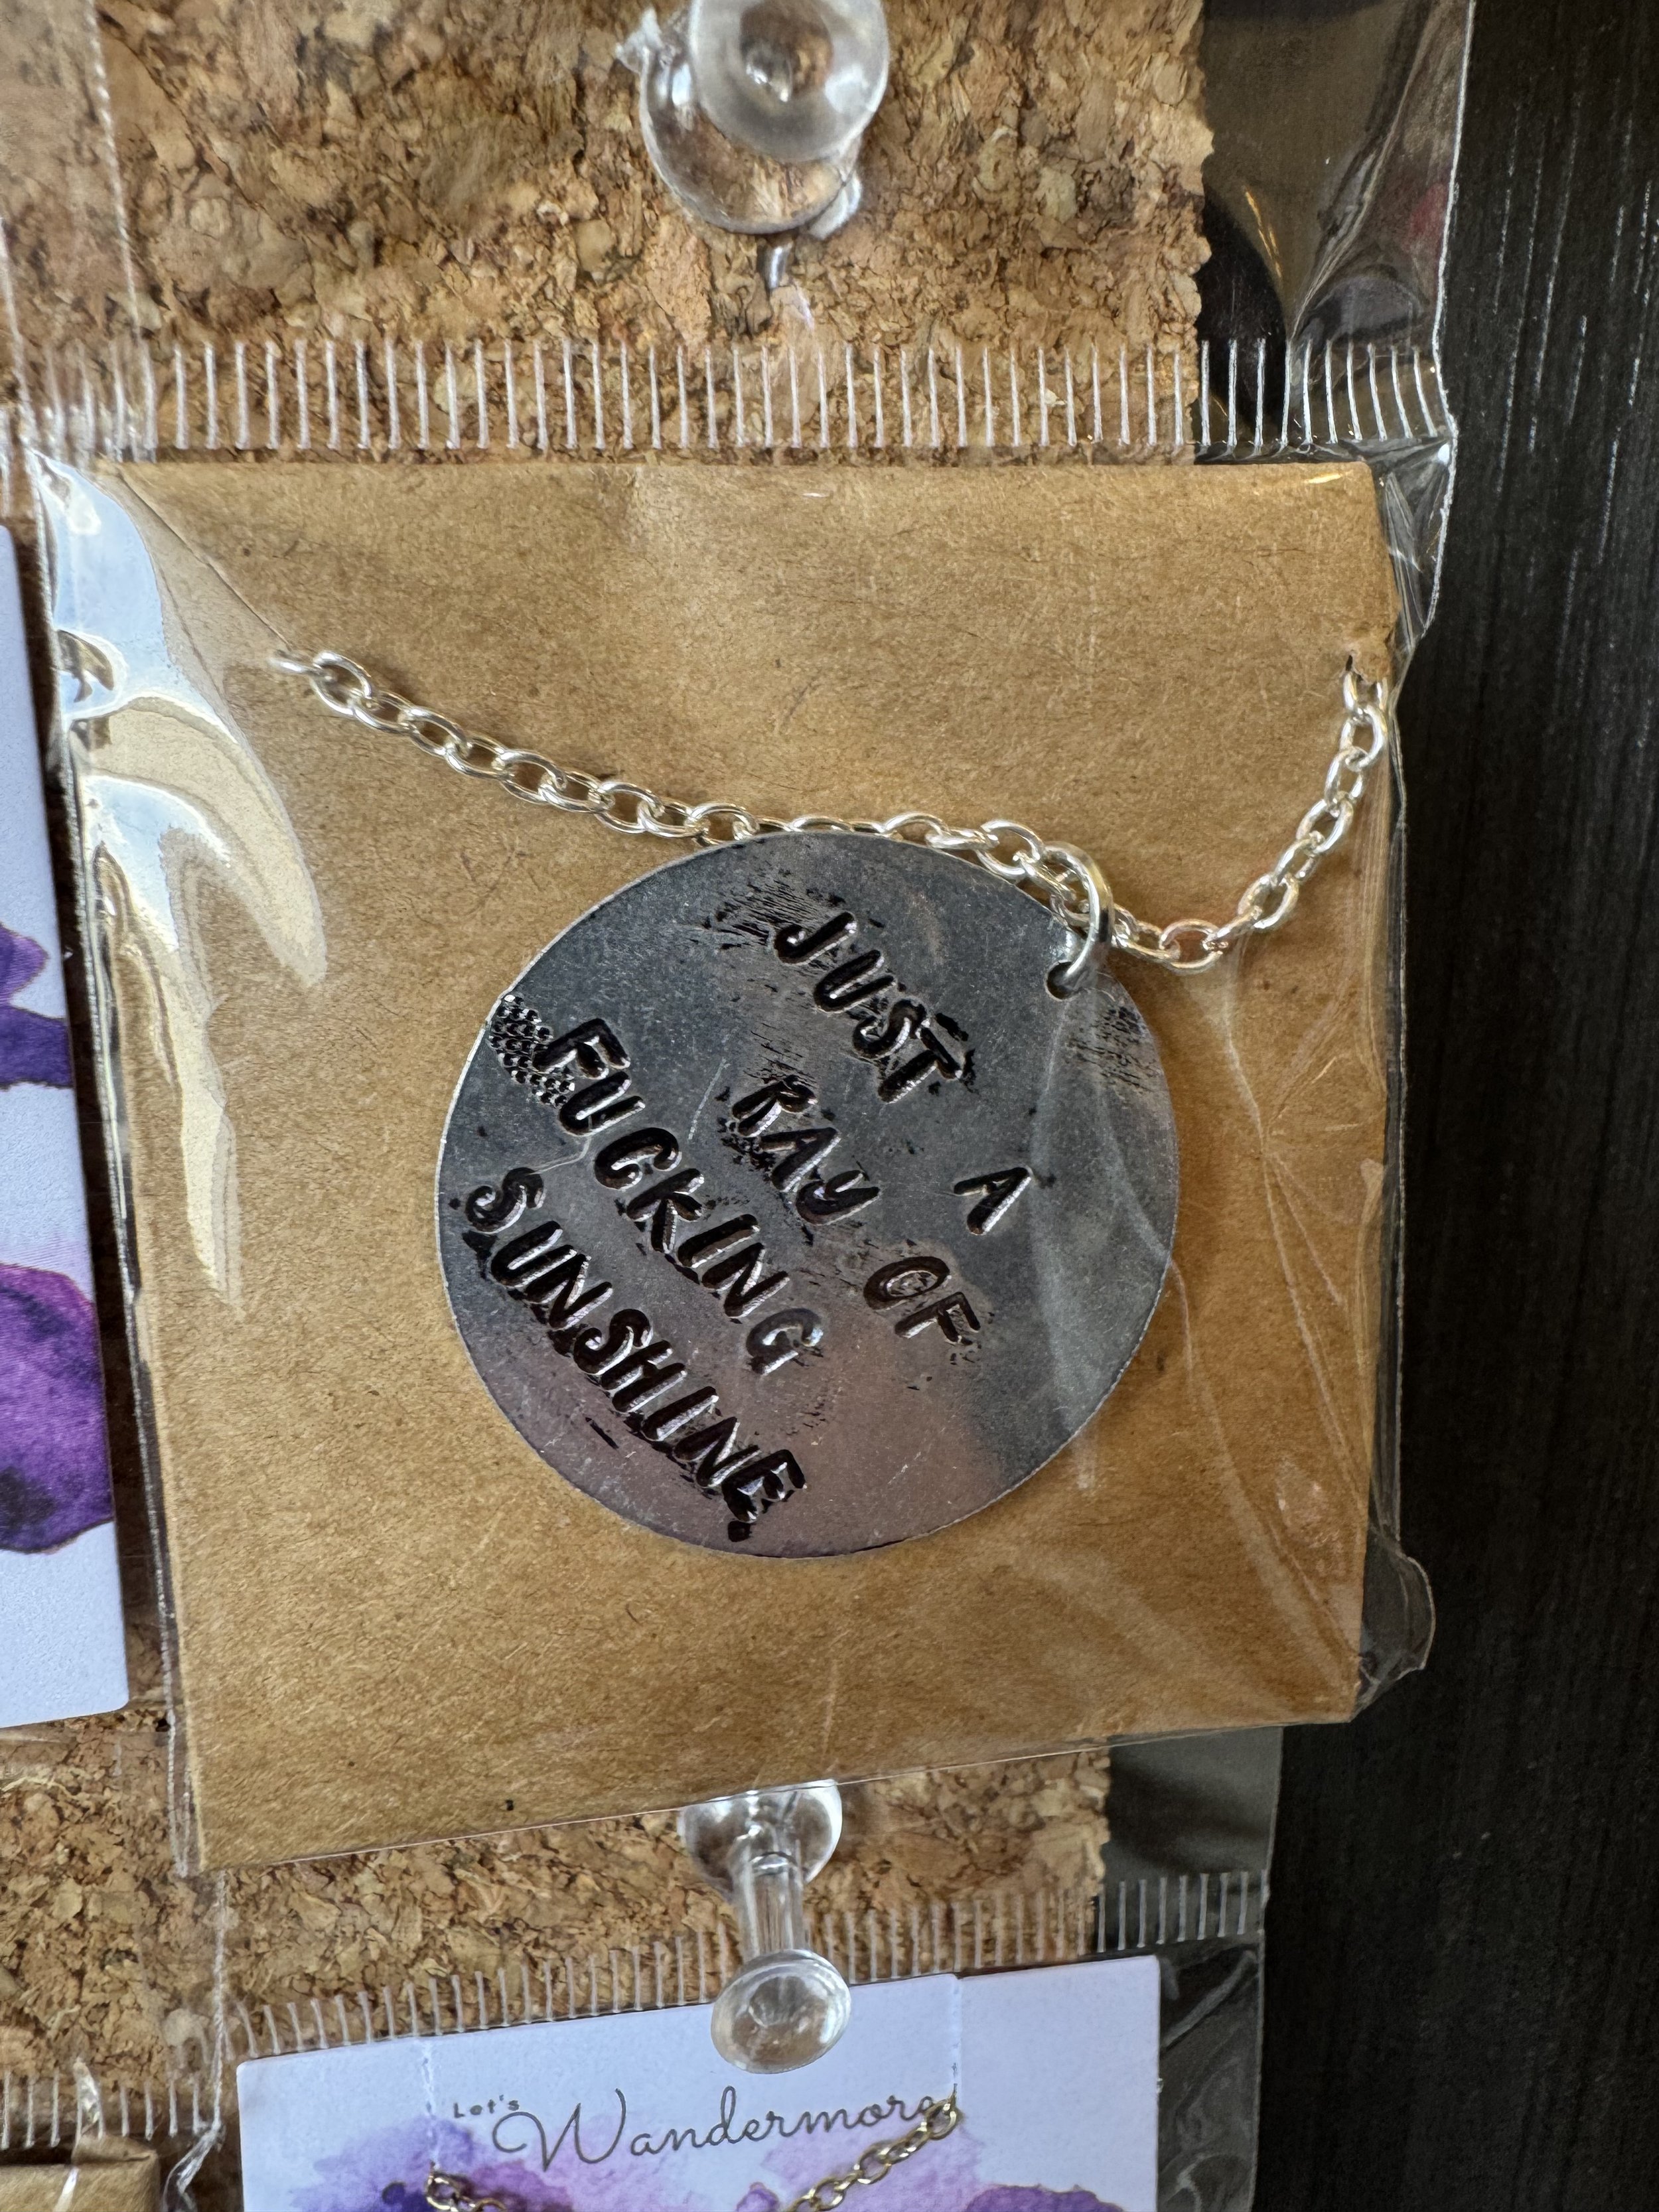 JUST A
RAY OF
FUCKING
SUNSHINE
Let's
Wandermore